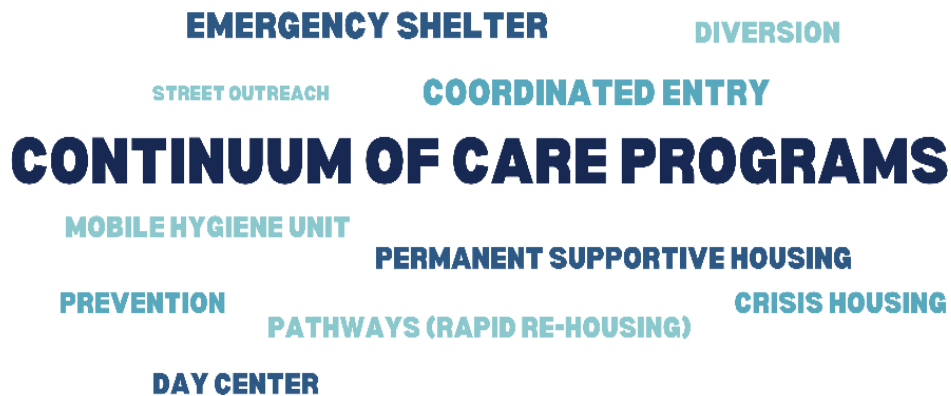 EMERGENCY SHELTER
DIVERSION
STREET OUTREACH
COORDINATED ENTRY
CONTINUUM OF CARE PROGRAMS
MOBILE HYGIENE UNIT
PERMANENT SUPPORTIVE HOUSING
PREVENTION
CRISIS HOUSING
PATHWAYS (RAPID RE-HOUSING)
DAY CENTER